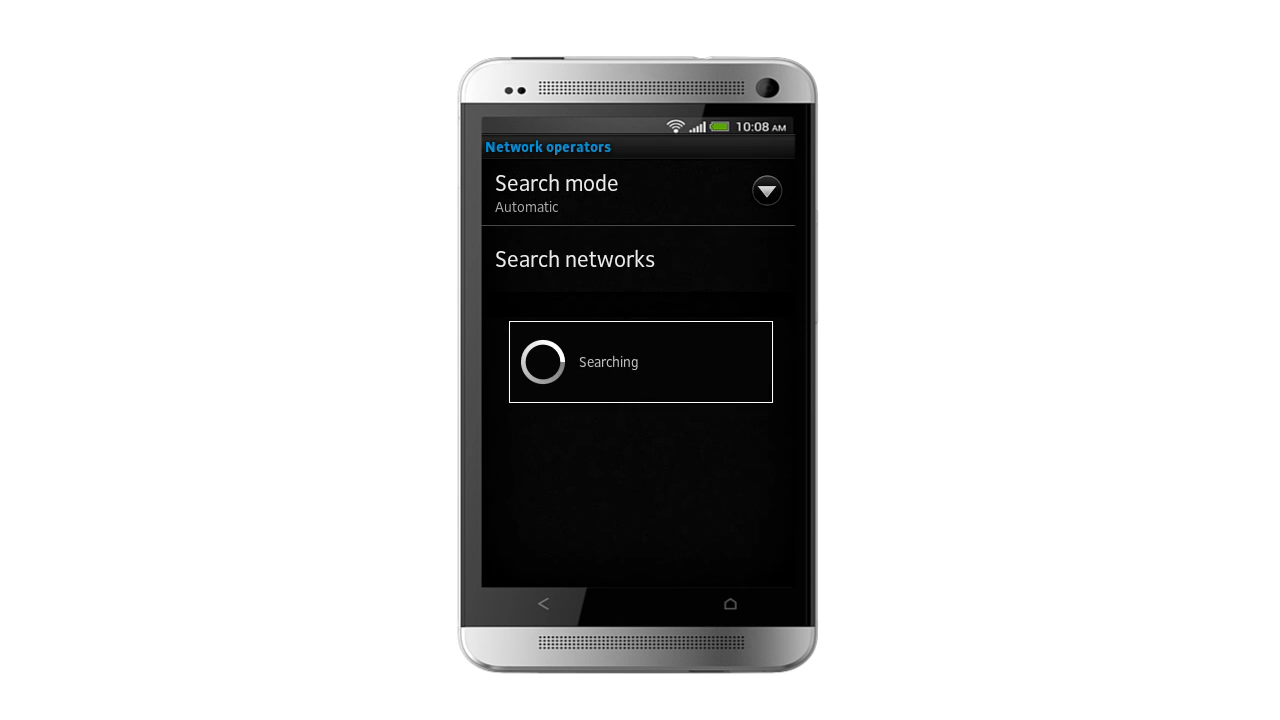 10:08 AM
Network operators
Search mode
Automatic
Search networks
Searching